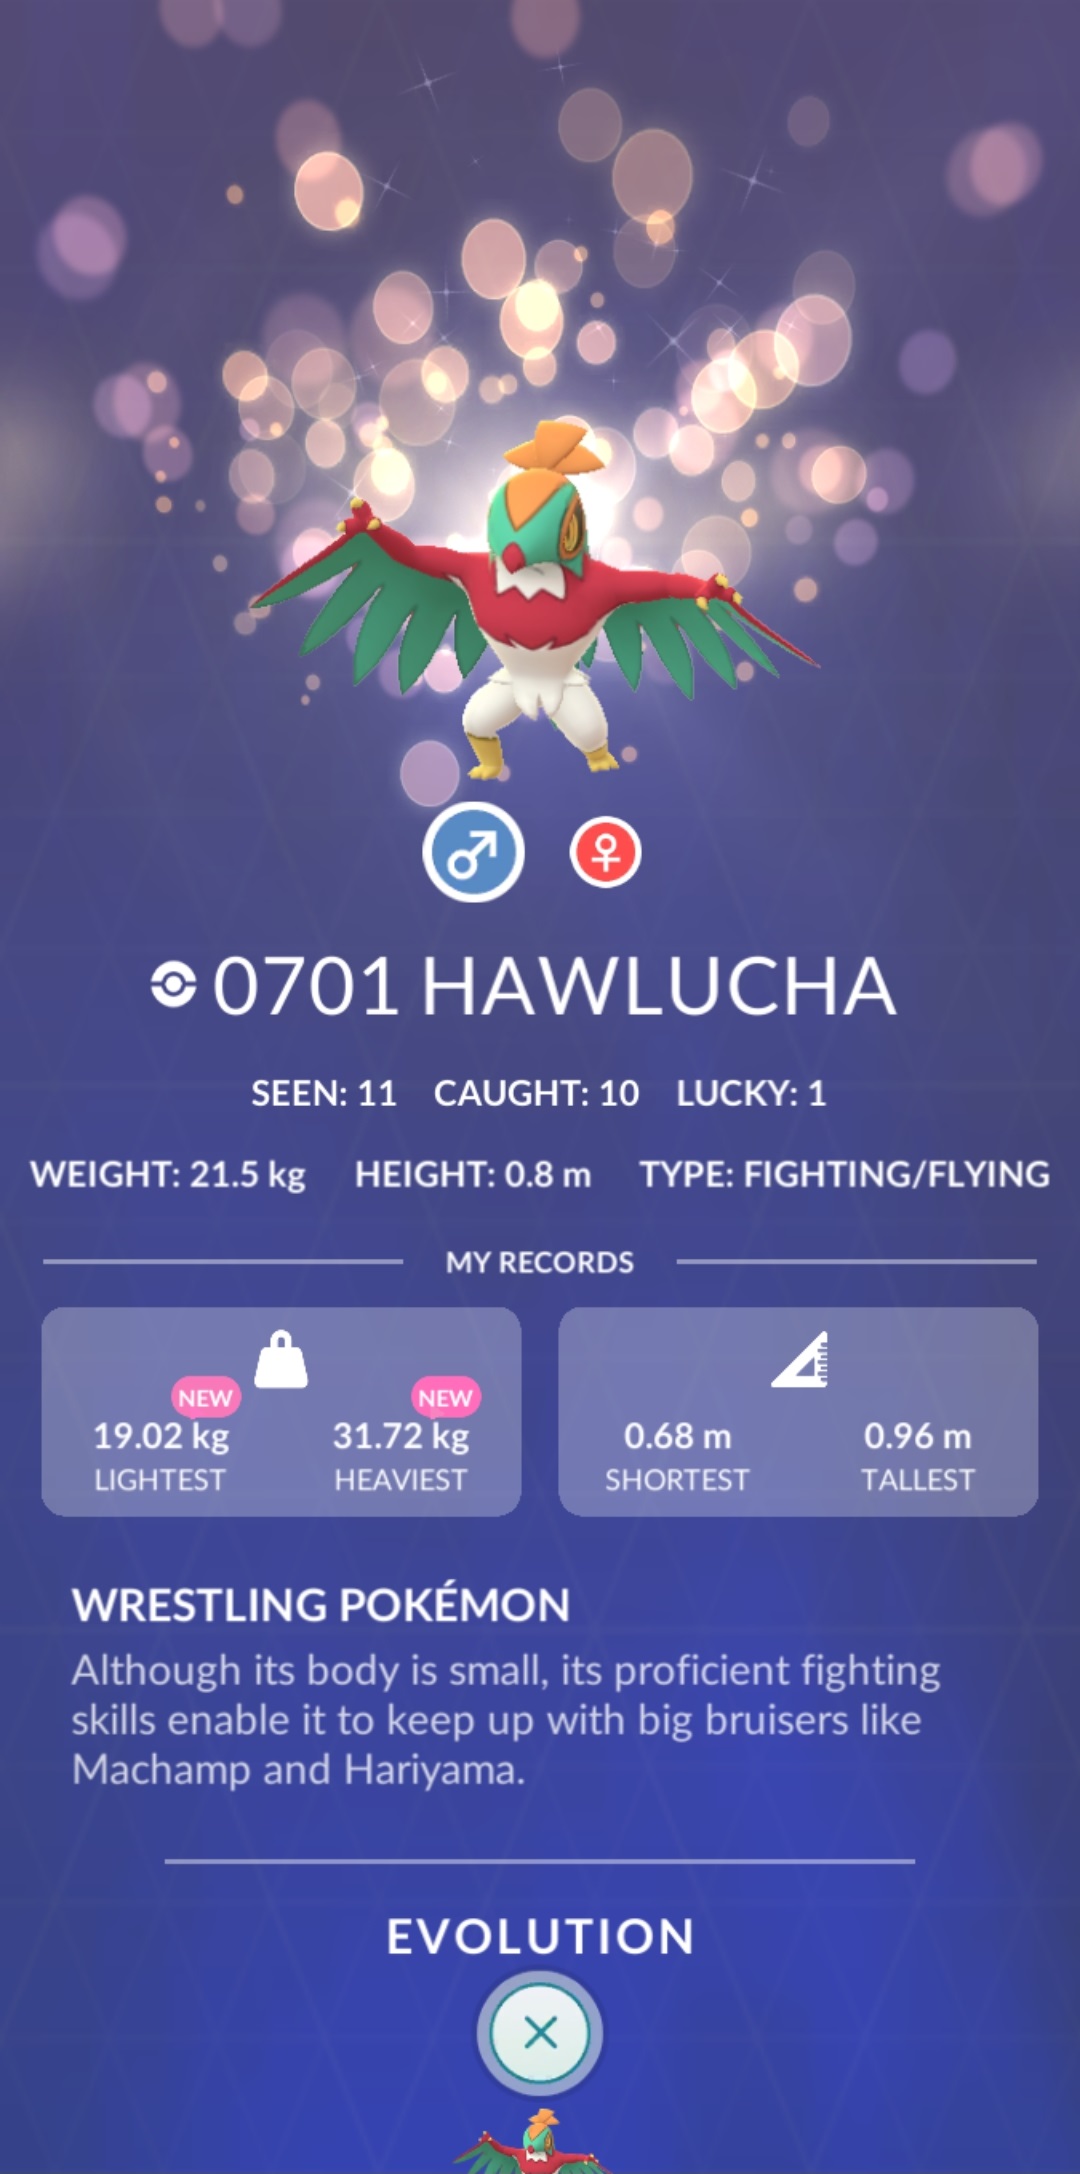 0701 HAWLUCHA
SEEN: 11 CAUGHT: 10 LUCKY: 1
WEIGHT: 21.5 kg HEIGHT: 0.8 m TYPE: FIGHTING/FLYING
MY RECORDS
NEW NEW
19.02 kg 31.72 kg 0.68 m 0.96 m
LIGHTEST HEAVIEST SHORTEST TALLEST
WRESTLING POKÉMON
Although its body is small, its proficient fighting
skills enable it to keep up with big bruisers like
Machamp and Hariyama.
EVOLUTION